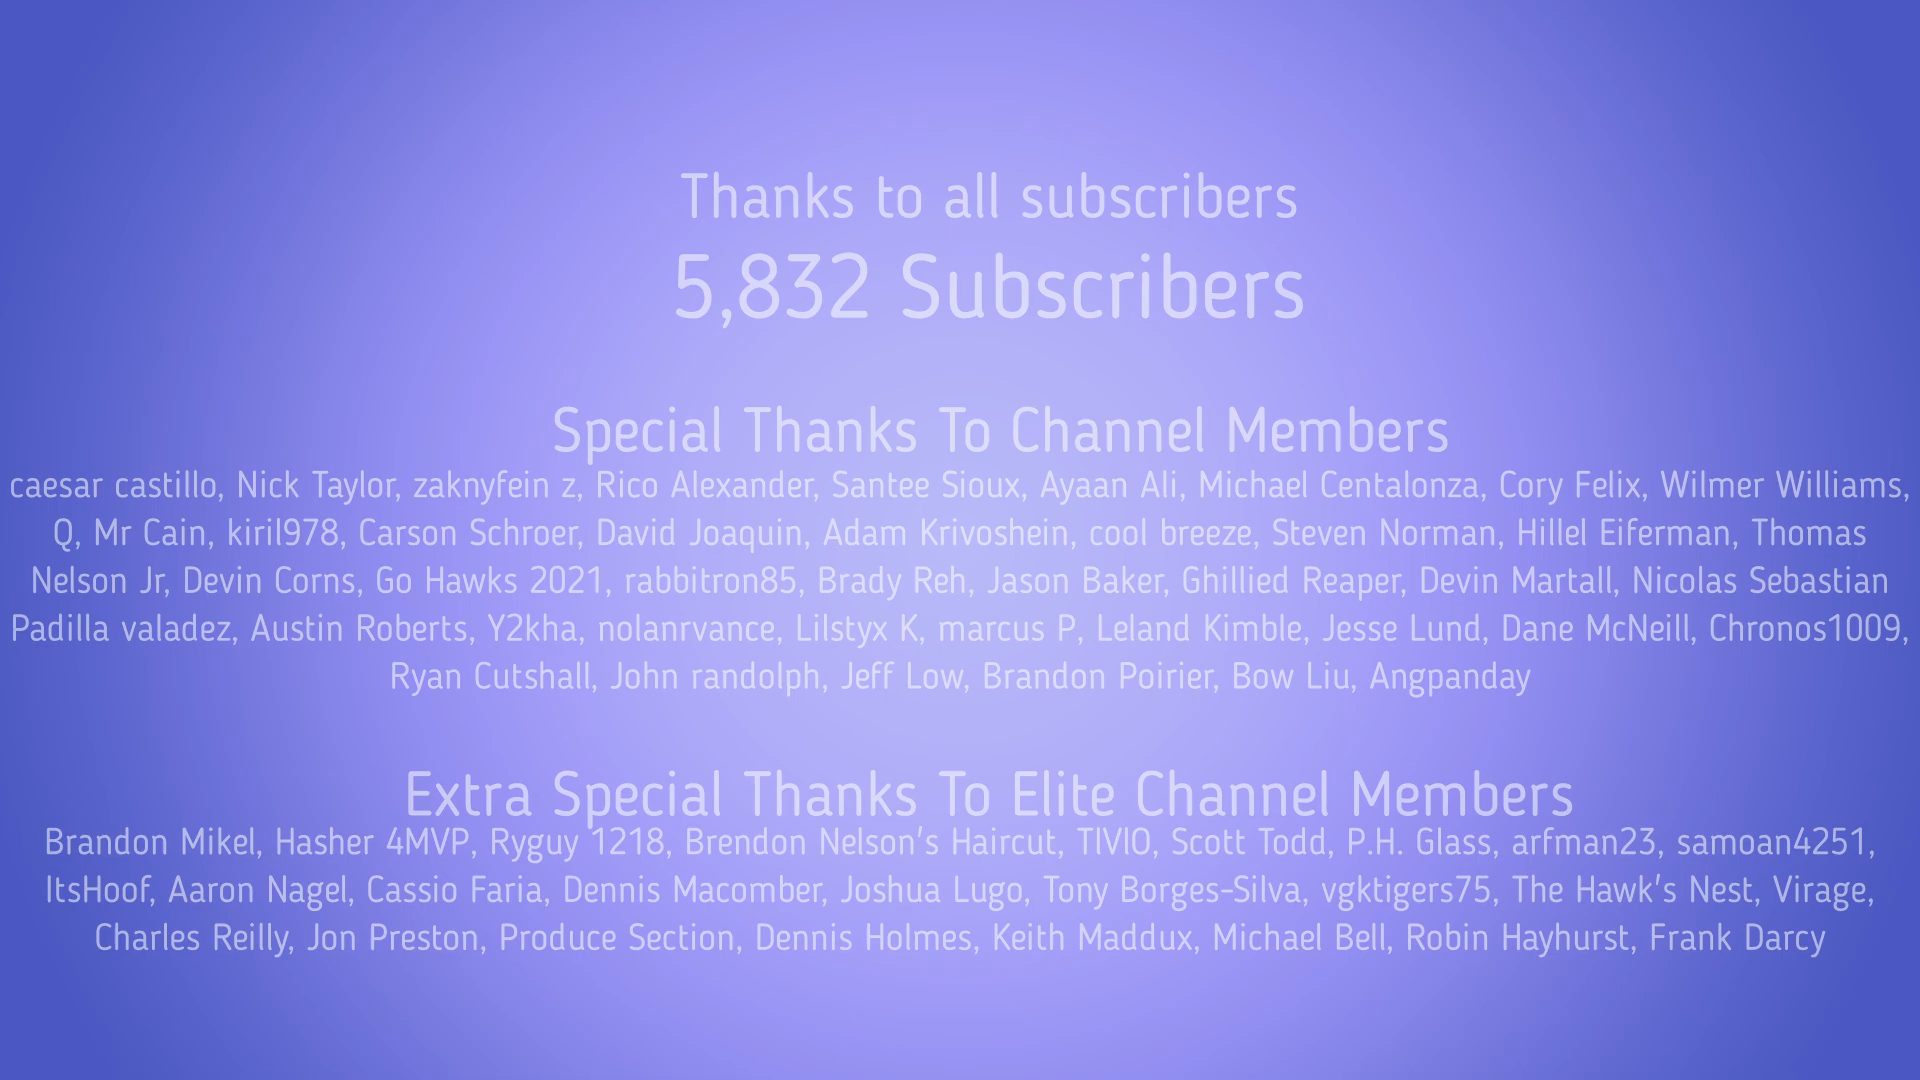 Thanks to all subscribers
5,832 Subscribers
Special Thanks To Channel Members
caesar castillo, Nick Taylor, zaknyfein z, Rico Alexander, Santee Sioux, Ayaan Ali, Michael Centalonza, Cory Felix, Wilmer Williams,
Q, Mr Cain, kiril978, Carson Schroer, David Joaquin, Adam Krivoshein, cool breeze, Steven Norman, Hillel Eiferman, Thomas
Nelson Jr, Devin Corns, Go Hawks 2021, rabbitron85, Brady Reh, Jason Baker, Ghillied Reaper, Devin Martall, Nicolas Sebastian
Padilla valadez, Austin Roberts, Y2kha, nolanrvance, Lilstyx K, marcus P, Leland Kimble, Jesse Lund, Dane McNeill, Chronos1009,
Ryan Cutshall, John randolph, Jeff Low, Brandon Poirier, Bow Liu, Angpanday
Extra Special Thanks To Elite Channel Members
Brandon Mikel, Hasher 4MVP, Ryguy 1218, Brendon Nelson's Haircut, TIVlO, Scott Todd, P.H. Glass, arfman23, samoan4251,
ItsHoof, Aaron Nagel, Cassio Faria, Dennis Macomber, Joshua Lugo, Tony Borges-Silva, vgktigers75, The Hawk's Nest, Virage,
Charles Reilly, Jon Preston, Produce Section, Dennis Holmes, Keith Maddux, Michael Bell, Robin Hayhurst, Frank Darcy